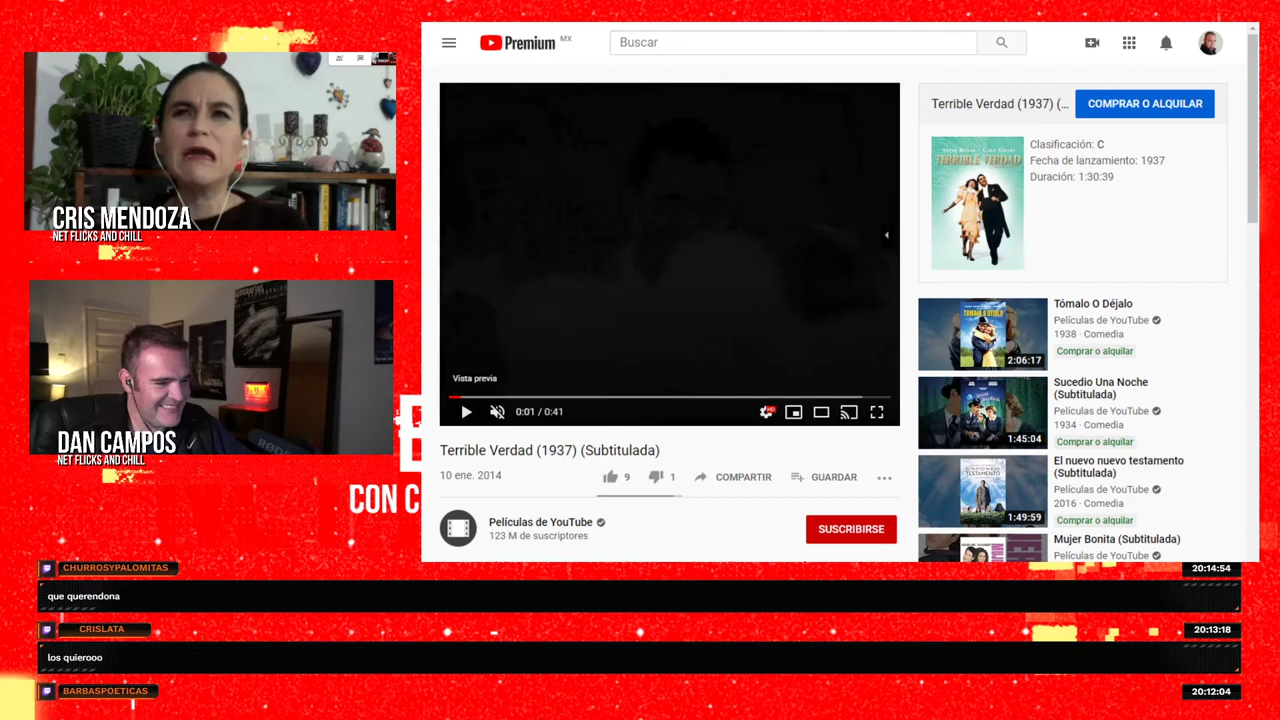 CRIS MENDOZA
NET FLICKS AND CHILL
DAN CAMPOS
NET FLICKS AND CHILL
CON C
Premium MX
Buscar
Vista previa
0:01 / 0:41
HD
Terrible Verdad (1937) (Subtitulada)
10 ene. 2014
9
1
COMPARTIR
GUARDAR
Películas de YouTube
123 M de suscriptores
SUSCRIBIRSE
Terrible Verdad (1937) (...
COMPRAR O ALQUILAR
TERRIBLE VERDAD
Clasificación: C
Fecha de lanzamiento: 1937
Duración: 1:30:39
TÓMALO O DÉJALO
2:06:17
Tómalo O Déjalo
Películas de YouTube
1938 · Comedia
Comprar o alquilar
1:45:04
Sucedio Una Noche
(Subtitulada)
Películas de YouTube
1934 · Comedia
Comprar o alquilar
1:49:59
El nuevo nuevo testamento
(Subtitulada)
Películas de YouTube
2016 · Comedia
Comprar o alquilar
Mujer Bonita (Subtitulada)
Películas de YouTube
CHURROSYPALOMITAS
20:14:54
que querendona
CRISLATA
20:13:18
los quierooo
BARBASPOETICAS
20:12:04